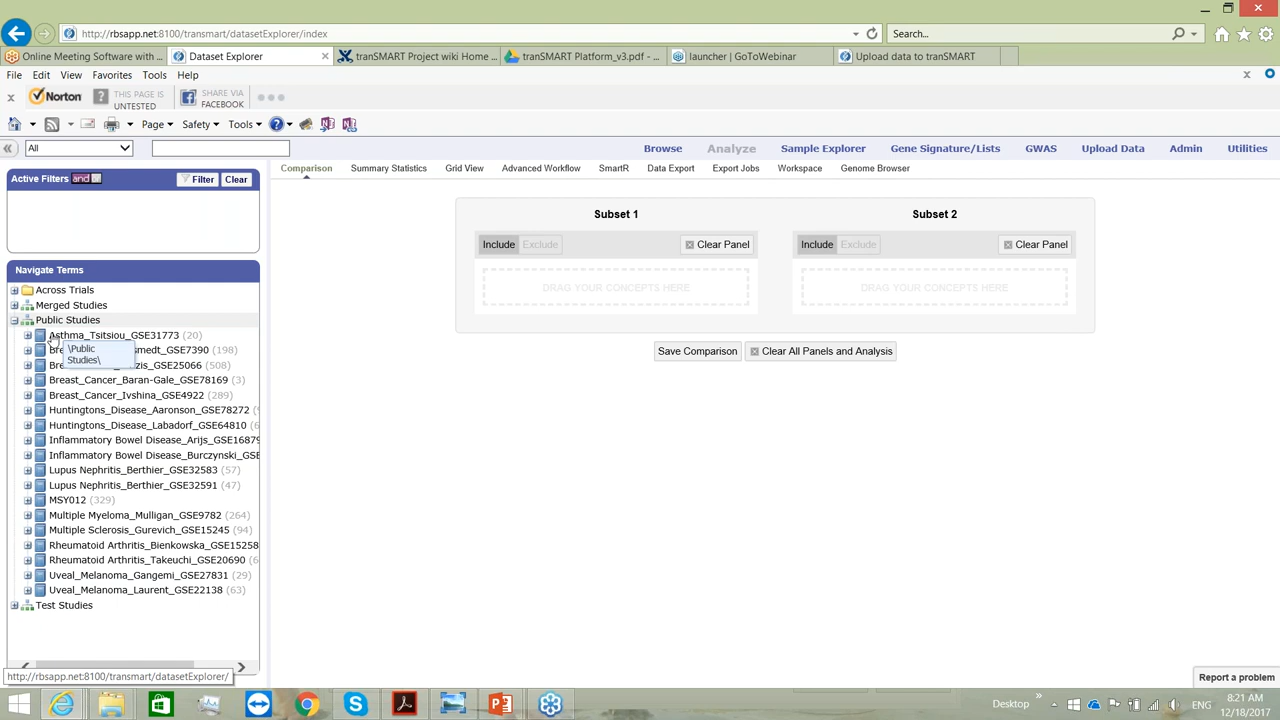 http://rbsapp.net:8100/transmart/datasetExplorer/index
Search...
Online Meeting Software with ...
Dataset Explorer
tranSMART Project wiki Home ...
tranSMART Platform_v3.pdf - ...
launcher | GoToWebinar
Upload data to tranSMART
File Edit View Favorites Tools Help
Norton
THIS PAGE IS
UNTESTED
SHARE VIA
FACEBOOK
Page Safety Tools
All
Browse Analyze Sample Explorer Gene Signature/Lists GWAS Upload Data Admin Utilities
Active Filters and
Filter Clear
Comparison Summary Statistics Grid View Advanced Workflow SmartR Data Export Export Jobs Workspace Genome Browser
Subset 1
Subset 2
Include Exclude Clear Panel
Include Exclude Clear Panel
DRAG YOUR CONCEPTS HERE
DRAG YOUR CONCEPTS HERE
Save Comparison Clear All Panels and Analysis
Navigate Terms
Across Trials
Merged Studies
Public Studies
Asthma_Tsitsiou_GSE31773 (20)
\Public
Studies\
smedt_GSE7390 (198)
zis_GSE25066 (508)
Breast_Cancer_Baran-Gale_GSE78169 (3)
Breast_Cancer_Ivshina_GSE4922 (289)
Huntingtons_Disease_Aaronson_GSE78272
Huntingtons_Disease_Labadorf_GSE64810 (6
Inflammatory Bowel Disease_Arijs_GSE16879
Inflammatory Bowel Disease_Burczynski_GSE
Lupus Nephritis_Berthier_GSE32583 (57)
Lupus Nephritis_Berthier_GSE32591 (47)
MSY012 (329)
Multiple Myeloma_Mulligan_GSE9782 (264)
Multiple Sclerosis_Gurevich_GSE15245 (94)
Rheumatoid Arthritis_Bienkowska_GSE15258
Rheumatoid Arthritis_Takeuchi_GSE20690 (6
Uveal_Melanoma_Gangemi_GSE27831 (29)
Uveal_Melanoma_Laurent_GSE22138 (63)
Test Studies
http://rbsapp.net:8100/transmart/datasetExplorer/
Report a problem
Desktop
ENG
8:21 AM
12/18/2017